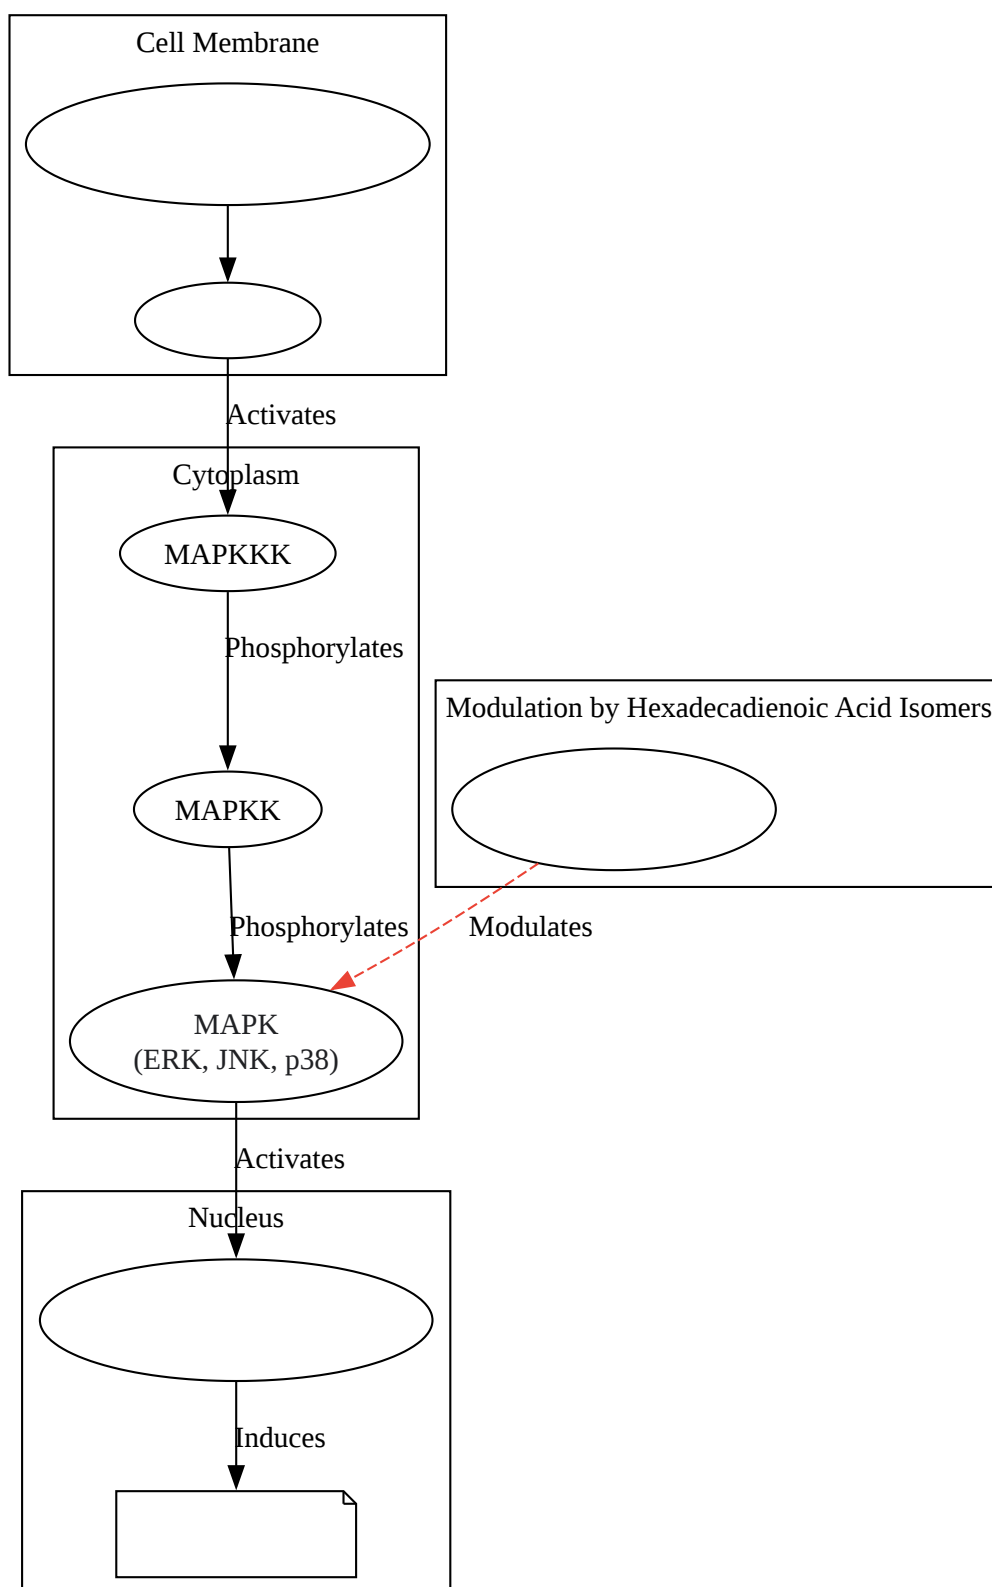 Cell Membrane
Activates
Cytoplasm
MAPKKK
Phosphorylates
Modulation by Hexadecadienoic Acid Isomers
MAPKK
Phosphorylates
Modulates
MAPK
(ERK, JNK, p38)
Activates
Nucleus
Induces